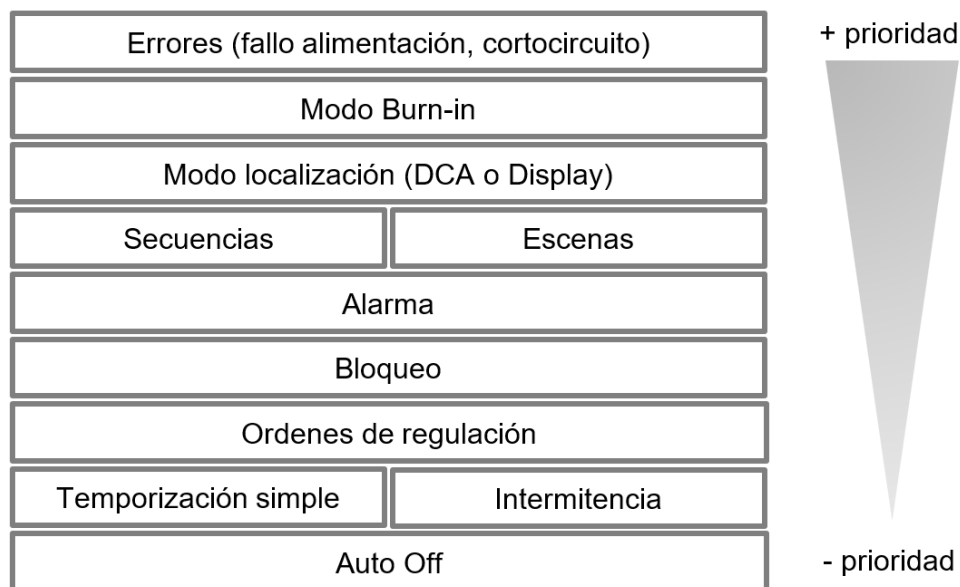 Errores (fallo alimentación, cortocircuito)
+ prioridad
Modo Burn-in
Modo localización (DCA o Display)
Secuencias
Escenas
Alarma
Bloqueo
Ordenes de regulación
Temporización simple
Intermitencia
Auto Off
- prioridad